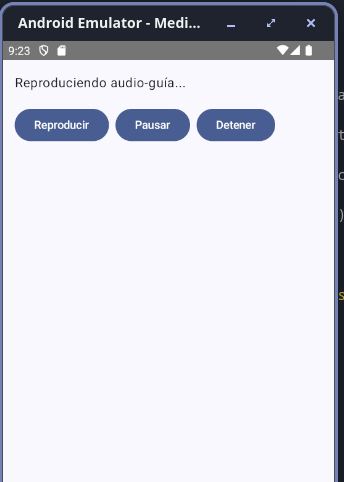 Android Emulator - Medi...
9:23
Reproduciendo audio-guía...
Reproducir Pausar Detener